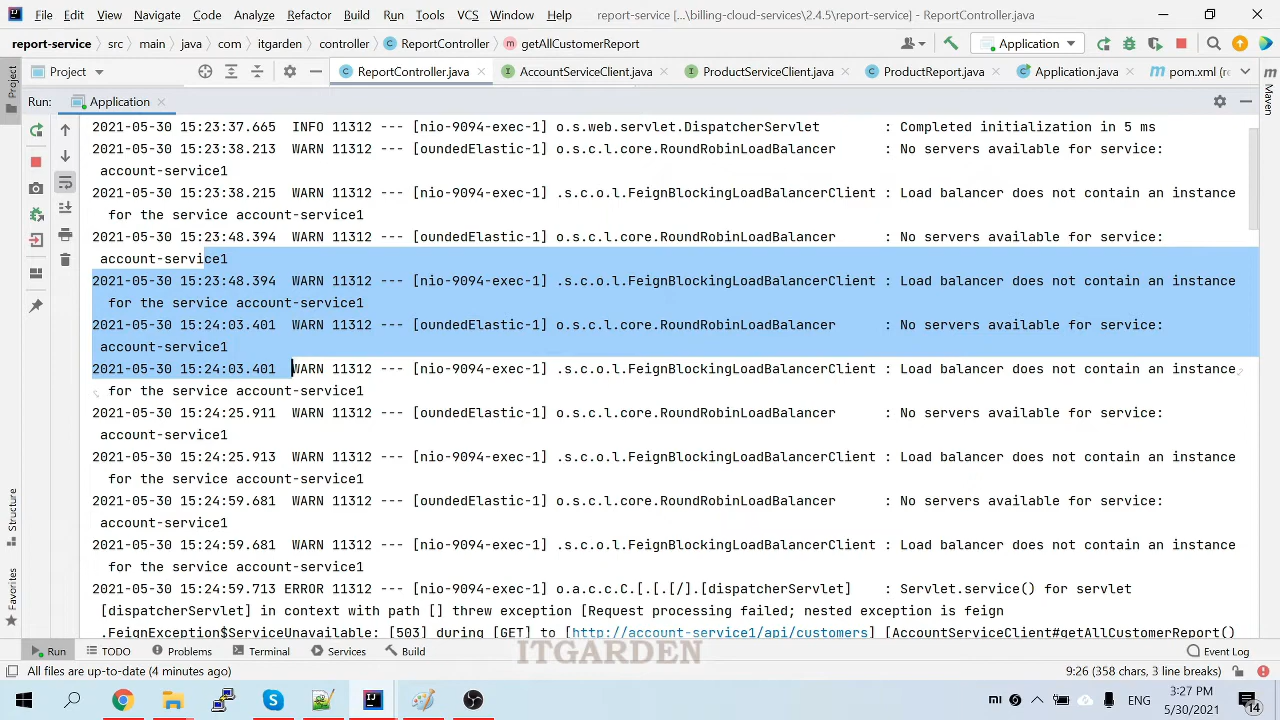 File Edit View Navigate Code Analyze Refactor Build Run Tools VCS Window Help report-service [...\billing cloud-services\2.4.5\report-service] - ReportController.java
report-service src main java com itgarden controller ReportController getAllCustomerReport Application
Project ReportController.java AccountServiceClient.java ProductServiceClient.java ProductReport.java Application.java pom.xml (re
Project
Maven
Run: Application
2021-05-30 15:23:37.665 INFO 11312 --- [nio-9094-exec-1] o.s.web.servlet.DispatcherServlet : Completed initialization in 5 ms
2021-05-30 15:23:38.213 WARN 11312 --- [oundedElastic-1] o.s.c.l.core.RoundRobinLoadBalancer : No servers available for service:
account-service1
2021-05-30 15:23:38.215 WARN 11312 --- [nio-9094-exec-1] .s.c.o.l.FeignBlockingLoadBalancerClient : Load balancer does not contain an instance
for the service account-service1
2021-05-30 15:23:48.394 WARN 11312 --- [oundedElastic-1] o.s.c.l.core.RoundRobinLoadBalancer : No servers available for service:
account-service1
2021-05-30 15:23:48.394 WARN 11312 --- [nio-9094-exec-1] .s.c.o.l.FeignBlockingLoadBalancerClient : Load balancer does not contain an instance
for the service account-service1
2021-05-30 15:24:03.401 WARN 11312 --- [oundedElastic-1] o.s.c.l.core.RoundRobinLoadBalancer : No servers available for service:
account-service1
2021-05-30 15:24:03.401 WARN 11312 --- [nio-9094-exec-1] .s.c.o.l.FeignBlockingLoadBalancerClient : Load balancer does not contain an instance
for the service account-service1
2021-05-30 15:24:25.911 WARN 11312 --- [oundedElastic-1] o.s.c.l.core.RoundRobinLoadBalancer : No servers available for service:
account-service1
2021-05-30 15:24:25.913 WARN 11312 --- [nio-9094-exec-1] .s.c.o.l.FeignBlockingLoadBalancerClient : Load balancer does not contain an instance
for the service account-service1
2021-05-30 15:24:59.681 WARN 11312 --- [oundedElastic-1] o.s.c.l.core.RoundRobinLoadBalancer : No servers available for service:
account-service1
2021-05-30 15:24:59.681 WARN 11312 --- [nio-9094-exec-1] .s.c.o.l.FeignBlockingLoadBalancerClient : Load balancer does not contain an instance
for the service account-service1
2021-05-30 15:24:59.713 ERROR 11312 --- [nio-9094-exec-1] o.a.c.c.C.[.[.[/].[dispatcherServlet] : Servlet.service() for servlet
[dispatcherServlet] in context with path [] threw exception [Request processing failed; nested exception is feign
.FeignException$ServiceUnavailable: [503] during [GET] to [http://account-service1/api/customers] [AccountServiceClient#getAllCustomerReport()
Structure
Favorites
Run TODO Problems Terminal Services Build ITGARDEN Event Log
All files are up-to-date (4 minutes ago) 9:26 (358 chars, 3 line breaks)
ENG 3:27 PM
5/30/2021 14